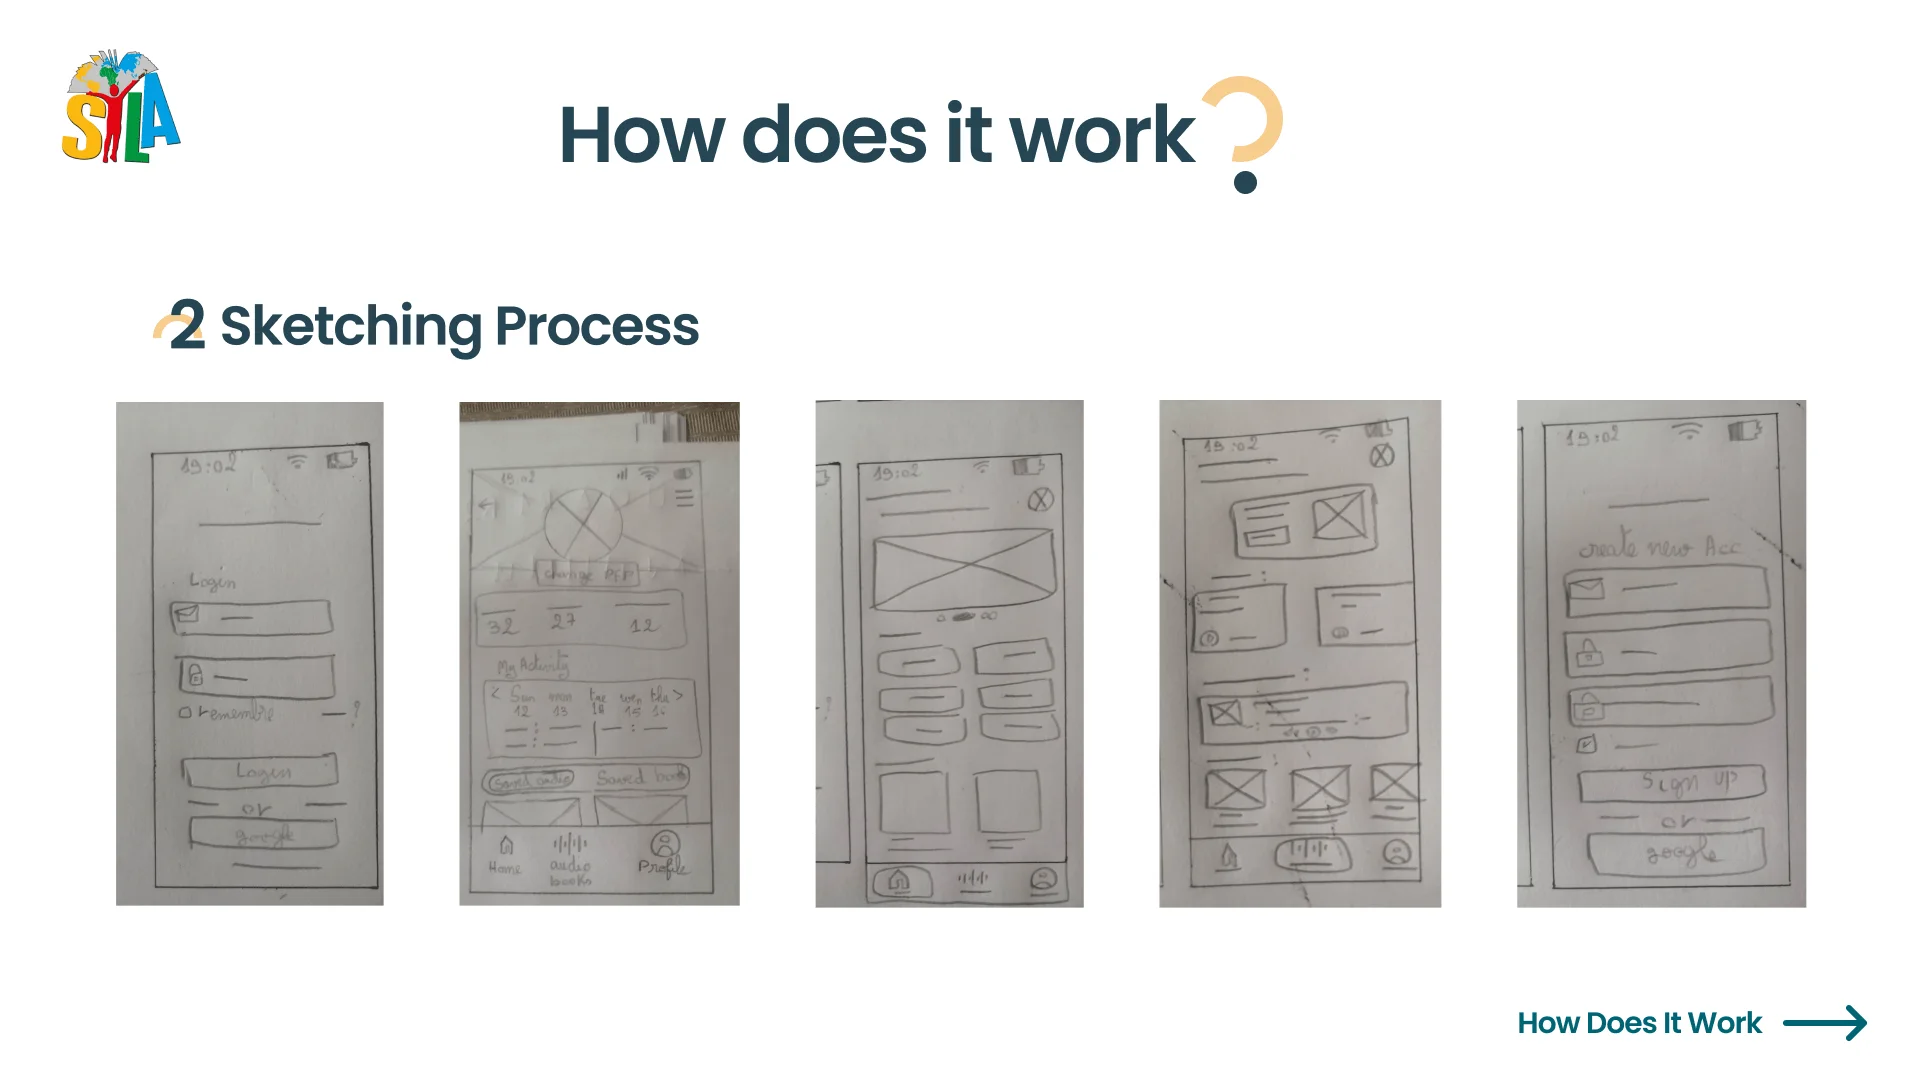 SILA
How does it work?
2 Sketching Process
19:02
Login
remembre
?
Login
or
google
19:02
change PFP
32 27 12
My Activity
< Sun mon tue wen thu >
12 13 14 15 16
Saved audio Saved book
Home
audio
books
Profile
19:02
19:02
19:02
create new Acc
Sign up
or
google
How Does It Work